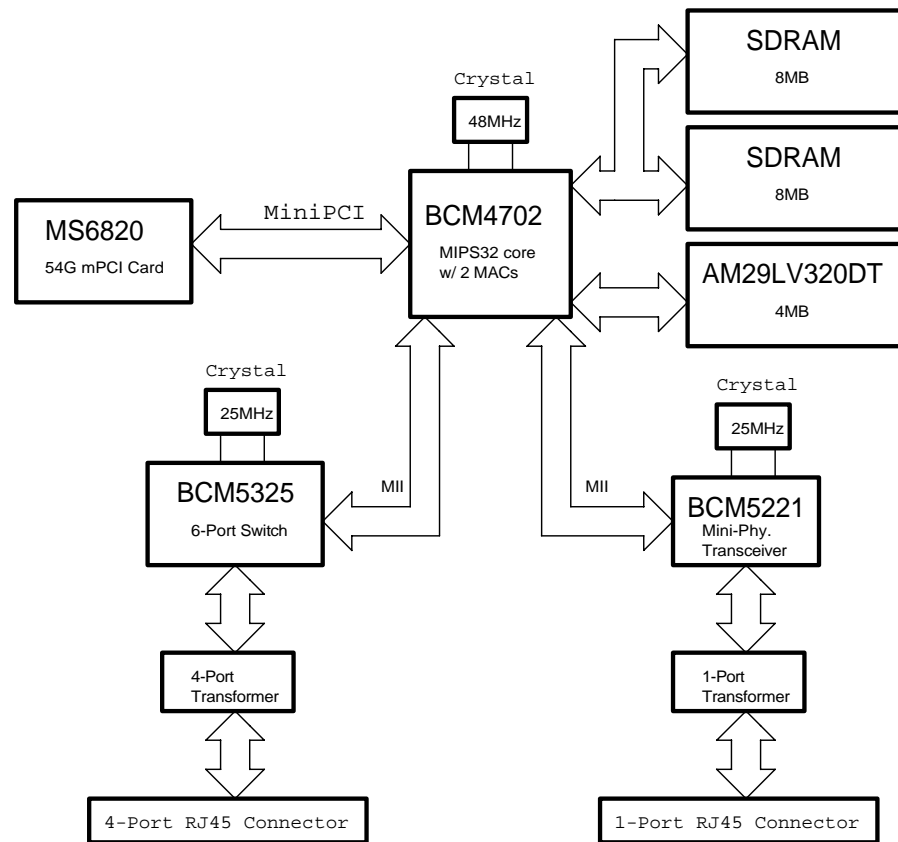 SDRAM
8MB
Crystal
48MHz
SDRAM
8MB
MS6820
54G mPCI Card
MiniPCI
BCM4702
MIPS32 core
w/ 2 MACs
AM29LV320DT
4MB
Crystal
25MHz
Crystal
25MHz
BCM5325
6-Port Switch
MII
MII
BCM5221
Mini-Phy.
Transceiver
4-Port
Transformer
1-Port
Transformer
4-Port RJ45 Connector
1-Port RJ45 Connector